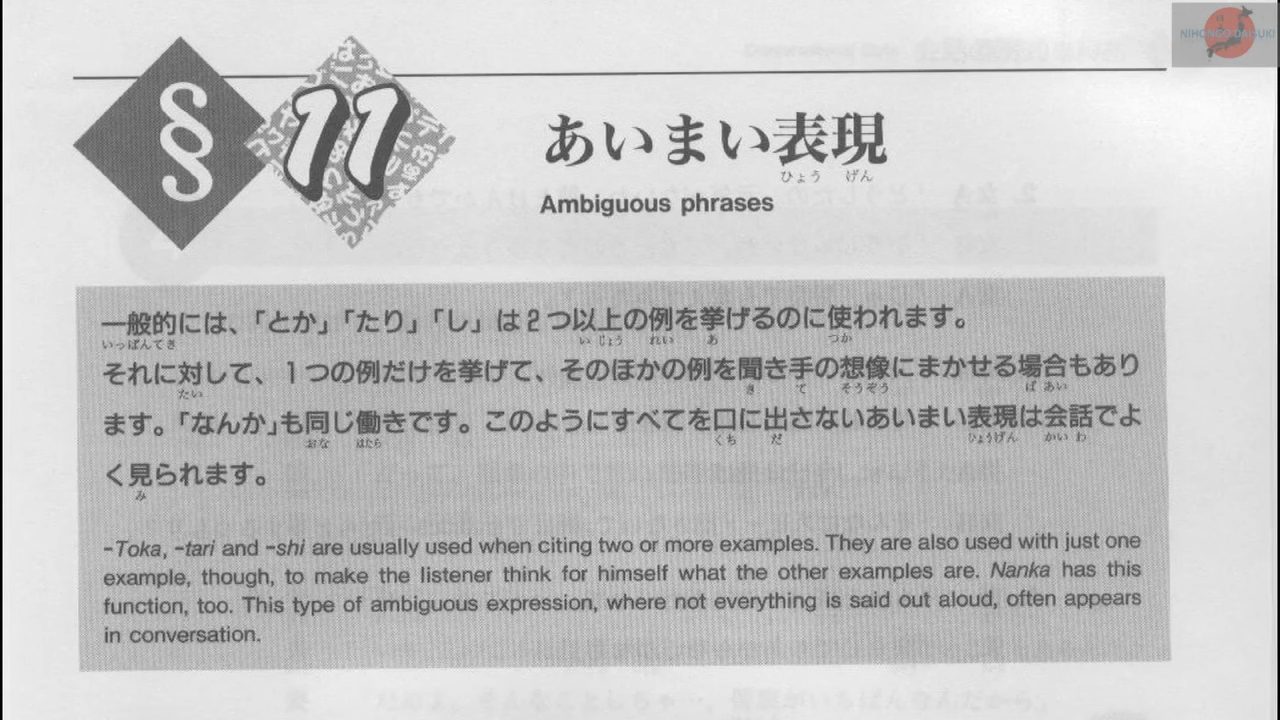 NIHONGO DAISUKI
§ 11
あいまい表現
ひょう げん
Ambiguous phrases
一般的には、「とか」「たり」「し」は2つ以上の例を挙げるのに使われます。
いっぱんてき い じょう れい あ つか
それに対して、1つの例だけを挙げて、そのほかの例を聞き手の想像にまかせる場合もあり
たい き て そうぞう ば あい
ます。「なんか」も同じ働きです。このようにすべてを口に出さないあいまい表現は会話でよ
おな はたら くち だ ひょうげん かい わ
く見られます。
み
-Toka, -tari and -shi are usually used when citing two or more examples. They are also used with just one
example, though, to make the listener think for himself what the other examples are. Nanka has this
function, too. This type of ambiguous expression, where not everything is said out aloud, often appears
in conversation.